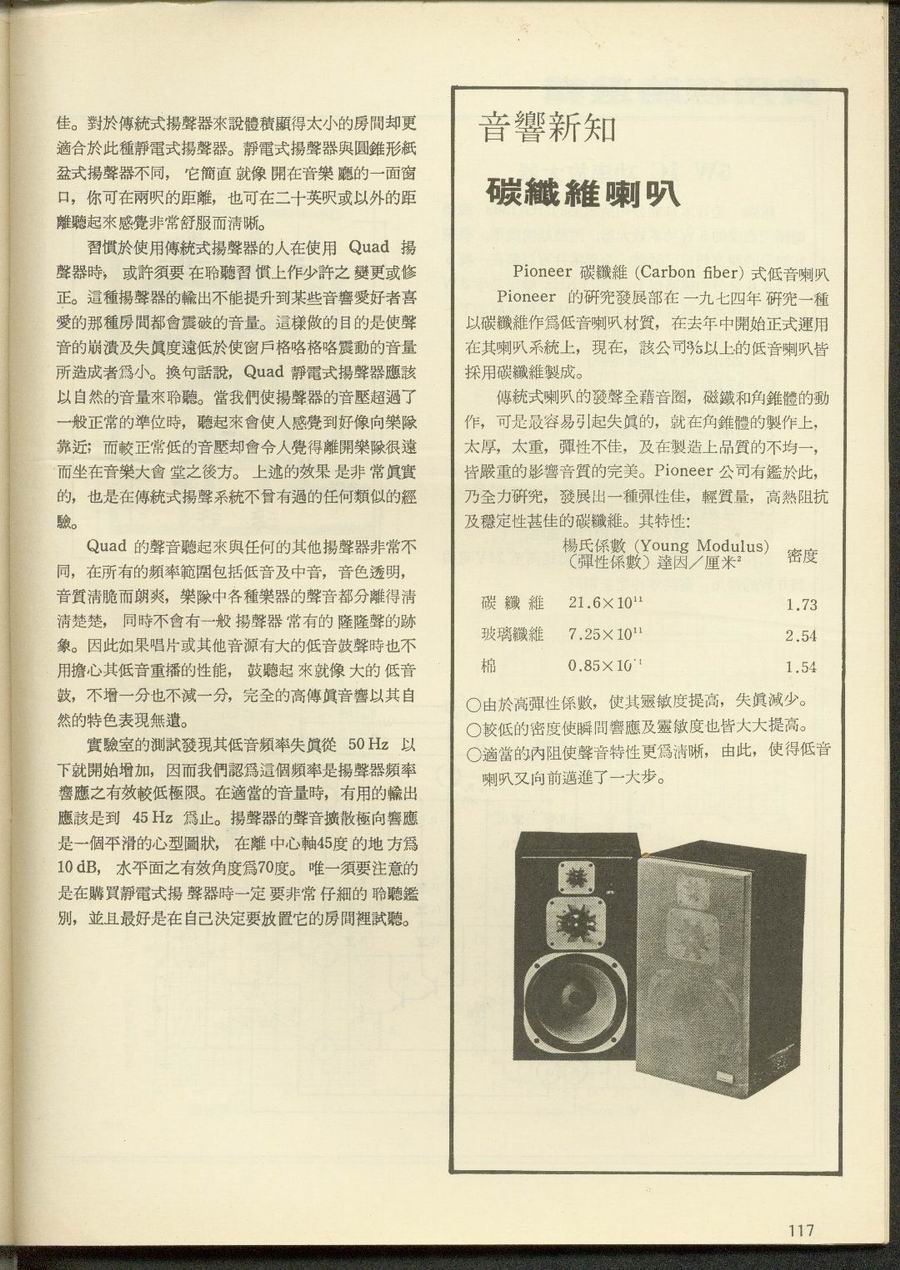 佳。對於傳統式揚聲器來說體積顯得太小的房間却更
適合於此種靜電式揚聲器。靜電式揚聲器與圓錐形紙
盆式揚聲器不同，它簡直就像開在音樂廳的一面窗
口，你可在兩呎的距離，也可在二十英呎或以外的距
離聽起來感覺非常舒服而清晰。
習慣於使用傳統式揚聲器的人在使用 Quad 揚
聲器時，或許須要在聆聽習慣上作少許之變更或修
正。這種揚聲器的輸出不能提升到某些音響愛好者喜
愛的那種房間都會震破的音量。這樣做的目的是使聲
音的崩潰及失眞度遠低於使窗戶格咯格咯震動的音量
所造成者爲小。換句話說，Quad 靜電式揚聲器應該
以自然的音量來聆聽。當我們使揚聲器的音壓超過了
一般正常的準位時，聽起來會使人感覺到好像向樂隊
靠近；而較正常低的音壓却會令人覺得離開樂隊很遠
而坐在音樂大會堂之後方。上述的效果是非常眞實
的，也是在傳統式揚聲系統不曾有過的任何類似的經
驗。
Quad 的聲音聽起來與任何的其他揚聲器非常不
同，在所有的頻率範圍包括低音及中音，音色透明，
音質清脆而朗爽，樂隊中各種樂器的聲音都分離得清
清楚楚，同時不會有一般揚聲器常有的隆隆聲的跡
象。因此如果唱片或其他音源有大的低音鼓聲時也不
用擔心其低音重播的性能，鼓聽起來就像大的低音
鼓，不增一分也不減一分，完全的高傳眞音響以其自
然的特色表現無遺。
實驗室的測試發現其低音頻率失眞從 50 Hz 以
下就開始增加，因而我們認爲這個頻率是揚聲器頻率
響應之有效較低極限。在適當的音量時，有用的輸出
應該是到 45 Hz 爲止。揚聲器的聲音擴散極向響應
是一個平滑的心型圖狀，在離中心軸45度的地方爲
10 dB，水平面之有效角度爲70度。唯一須要注意的
是在購買靜電式揚聲器時一定要非常仔細的聆聽鑑
別，並且最好是在自己決定要放置它的房間裡試聽。
音響新知
碳纖維喇叭
Pioneer 碳纖維 (Carbon fiber) 式低音喇叭
Pioneer 的研究發展部在一九七四年研究一種
以碳纖維作爲低音喇叭材質，在去年中開始正式運用
在其喇叭系統上，現在，該公司⅗以上的低音喇叭皆
採用碳纖維製成。
傳統式喇叭的發聲全藉音圈，磁鐵和角錐體的動
作，可是最容易引起失眞的，就在角錐體的製作上，
太厚，太重，彈性不佳，及在製造上品質的不均一，
皆嚴重的影響音質的完美。Pioneer 公司有鑑於此，
乃全力研究，發展出一種彈性佳，輕質量，高熱阻抗
及穩定性甚佳的碳纖維。其特性：
楊氏係數 (Young Modulus)
（彈性係數）達因／厘米² 密度
碳纖維 21.6×10¹¹ 1.73
玻璃纖維 7.25×10¹¹ 2.54
棉 0.85×10¹¹ 1.54
○由於高彈性係數，使其靈敏度提高，失眞減少。
○較低的密度使瞬間響應及靈敏度也皆大大提高。
○適當的內阻使聲音特性更爲清晰，由此，使得低音
喇叭又向前邁進了一大步。
117